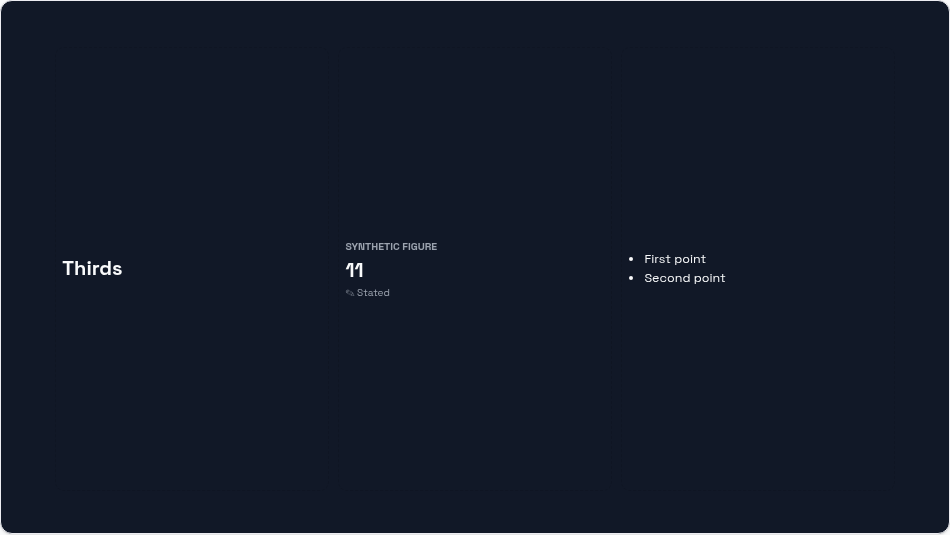 Thirds
SYNTHETIC FIGURE
11
✎ Stated
First point
Second point